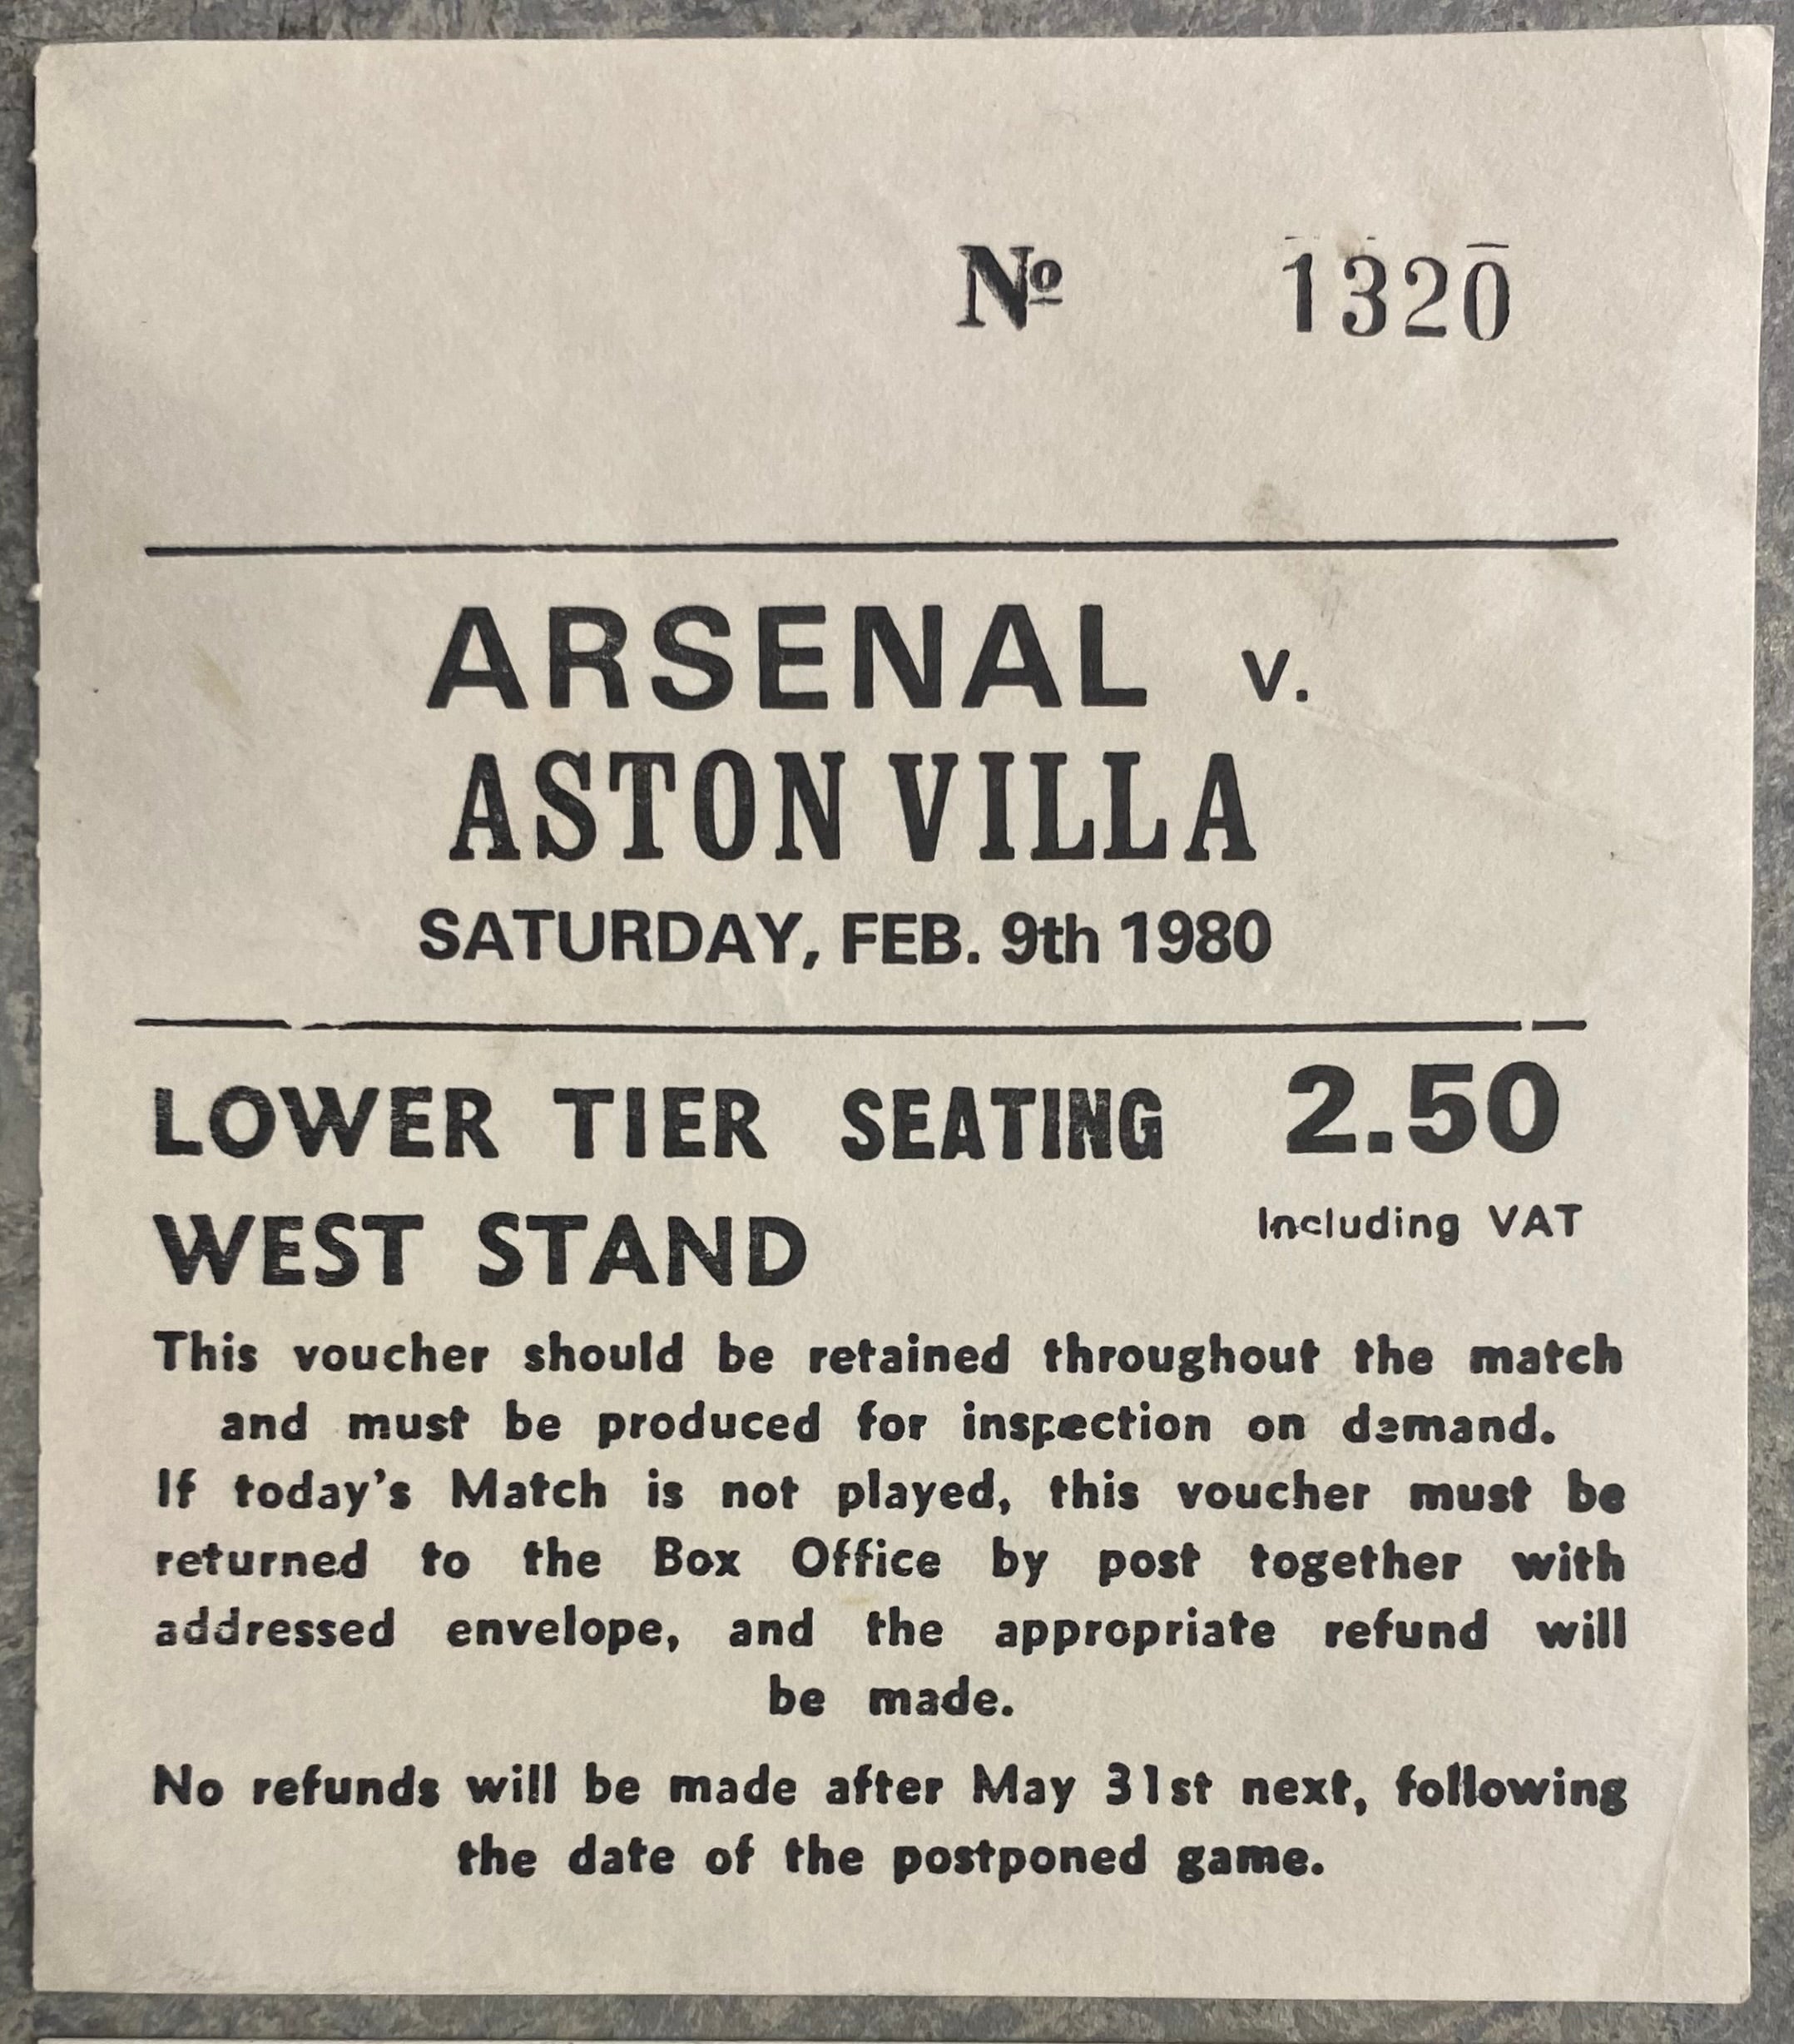 Nº 1320
ARSENAL v.
ASTON VILLA
SATURDAY, FEB. 9th 1980
LOWER TIER SEATING 2.50
WEST STAND Including VAT
This voucher should be retained throughout the match
and must be produced for inspection on demand.
If today's Match is not played, this voucher must be
returned to the Box Office by post together with
addressed envelope, and the appropriate refund will
be made.
No refunds will be made after May 31st next, following
the date of the postponed game.